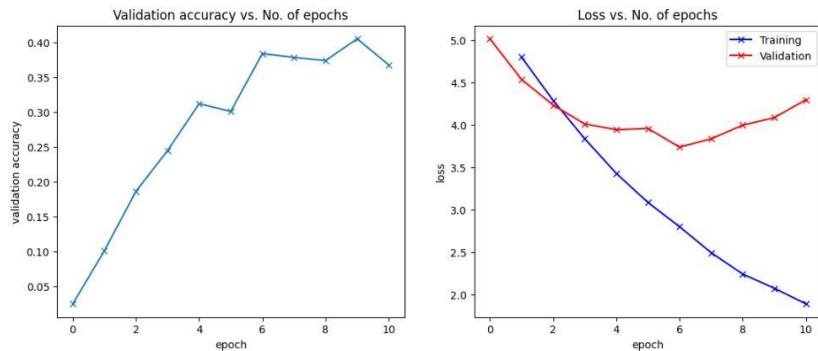 Validation accuracy vs. No. of epochs
0.40
0.35
0.30
0.25
0.20
0.15
0.10
0.05
validation accuracy
0 2 4 6 8 10
epoch
Loss vs. No. of epochs
Training
Validation
5.0
4.5
4.0
3.5
3.0
2.5
2.0
loss
0 2 4 6 8 10
epoch